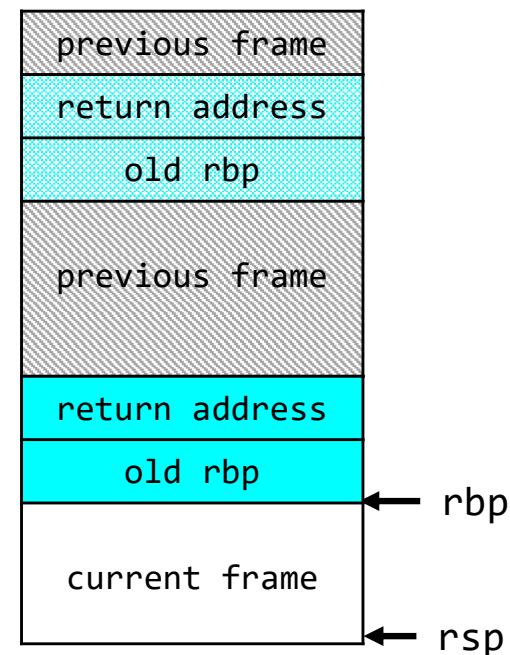 previous frame
return address
old rbp
previous frame
return address
old rbp
rbp
current frame
rsp